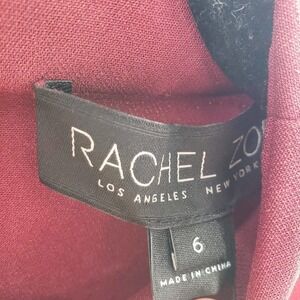 RACHEL ZO
LOS ANGELES NEW YORK
6
MADE IN CHINA